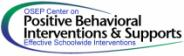 OSEP Center on
Positive Behavioral
Interventions & Supports
Effective Schoolwide Interventions